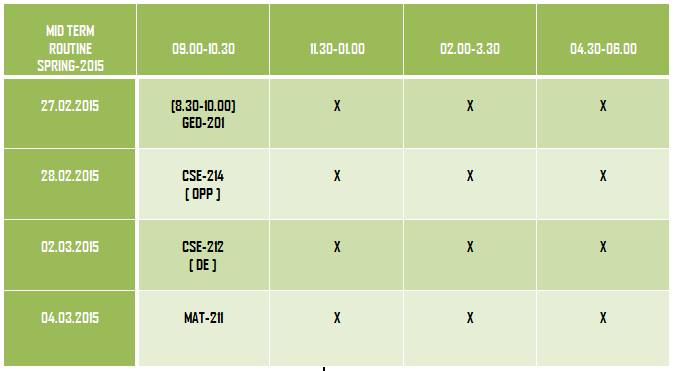 MID TERM
ROUTINE
SPRING-2015
09.00-10.30
11.30-01.00
02.00-3.30
04.30-06.00
27.02.2015
(8.30-10.00)
GED-201
X
X
X
28.02.2015
CSE-214
( OPP )
X
X
X
02.03.2015
CSE-212
( DE )
X
X
X
04.03.2015
MAT-211
X
X
X